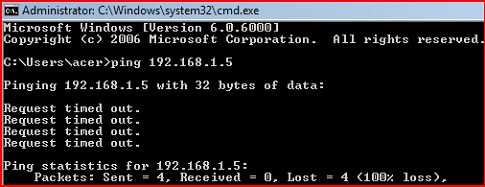 Administrator: C:\Windows\system32\cmd.exe
Microsoft Windows [Version 6.0.6000]
Copyright (c) 2006 Microsoft Corporation.  All rights reserved.
C:\Users\acer>ping 192.168.1.5
Pinging 192.168.1.5 with 32 bytes of data:
Request timed out.
Request timed out.
Request timed out.
Request timed out.
Ping statistics for 192.168.1.5:
    Packets: Sent = 4, Received = 0, Lost = 4 (100% loss),